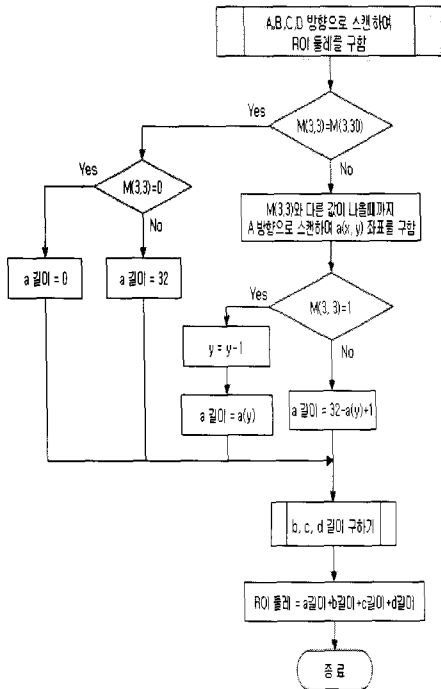 A,B,C,D 방향으로 스캔하여
ROI 둘레를 구함
Yes
M(3,3)=M(3,30)
No
Yes
M(3,3)=0
No
M(3,3)와 다른 값이 나올때까지
A 방향으로 스캔하여 a(x, y) 좌표를 구함
a 길이 = 0
a 길이 = 32
Yes
M(3, 3)=1
No
y = y-1
a 길이 = a(y)
a 길이 = 32-a(y)+1
b, c, d 길이 구하기
ROI 둘레 = a길이+b길이+c길이+d길이
종료